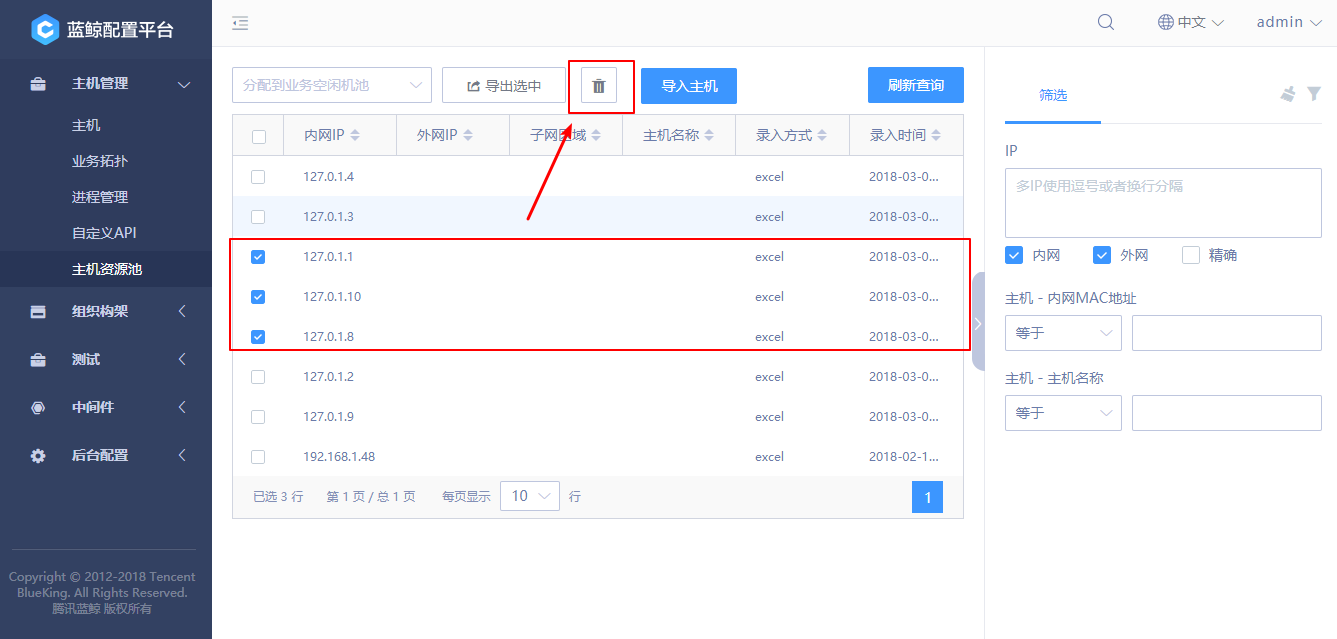 蓝鲸配置平台
中文
admin
主机管理
主机
业务拓扑
进程管理
自定义API
主机资源池
组织构架
测试
中间件
后台配置
Copyright © 2012-2018 Tencent
BlueKing. All Rights Reserved.
腾讯蓝鲸 版权所有
分配到业务空闲机池
导出选中
导入主机
刷新查询
内网IP 外网IP 子网区域 主机名称 录入方式 录入时间
127.0.1.4 excel 2018-03-0...
127.0.1.3 excel 2018-03-0...
127.0.1.1 excel 2018-03-0...
127.0.1.10 excel 2018-03-0...
127.0.1.8 excel 2018-03-0...
127.0.1.2 excel 2018-03-0...
127.0.1.9 excel 2018-03-0...
192.168.1.48 excel 2018-02-1...
已选 3 行 第 1 页 / 总 1 页 每页显示 10 行 1
筛选
IP
多IP使用逗号或者换行分隔
内网 外网 精确
主机 - 内网MAC地址
等于
主机 - 主机名称
等于